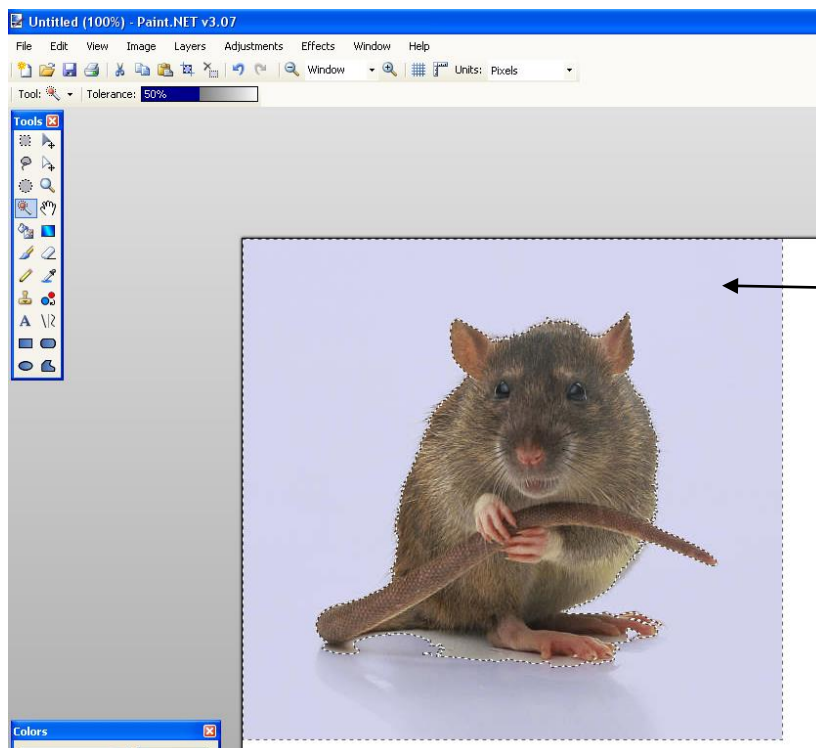 Untitled (100%) - Paint.NET v3.07
File Edit View Image Layers Adjustments Effects Window Help
Window Units: Pixels
Tool: Tolerance: 50%
Tools
A
Colors